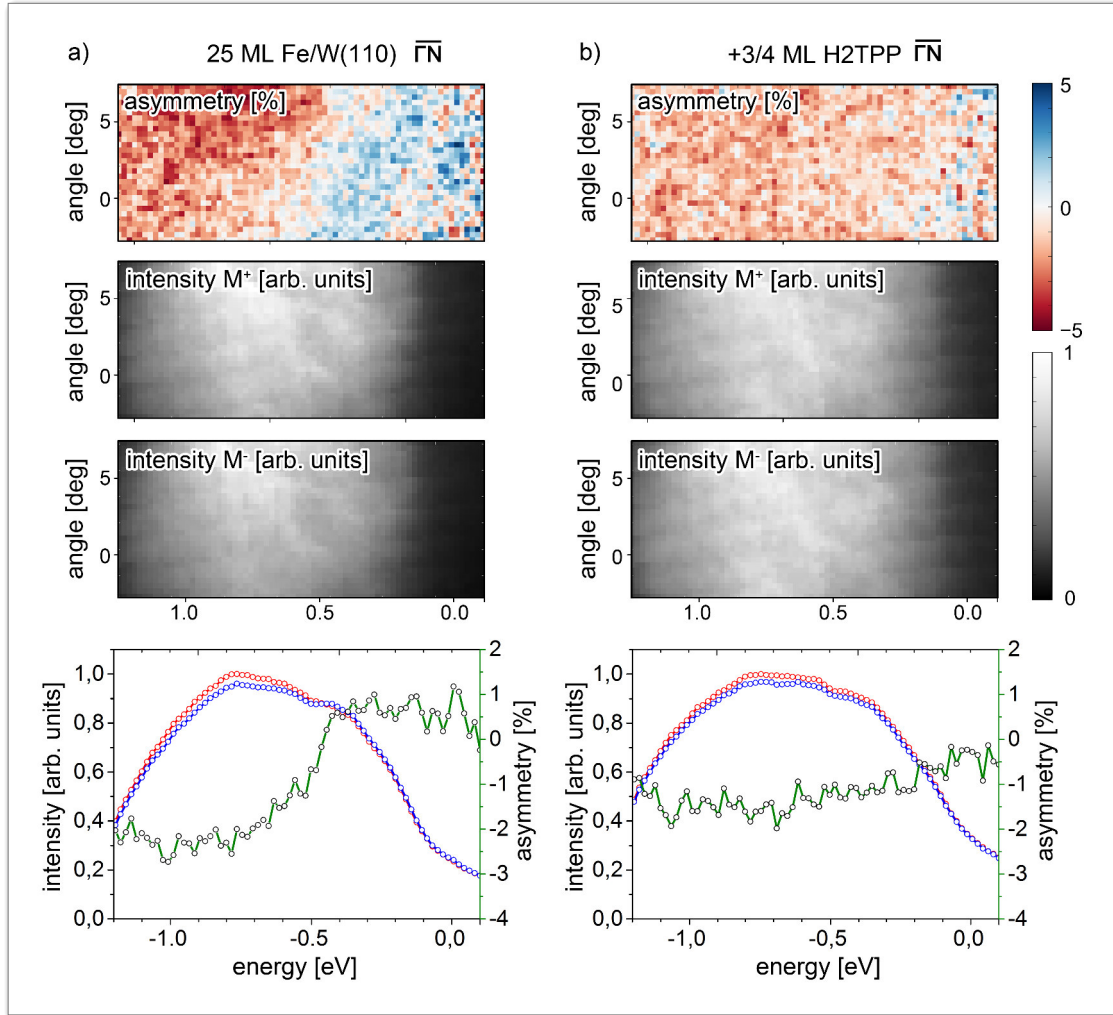 a) 25 ML Fe/W(110) ΓN
b) +3/4 ML H2TPP ΓN
asymmetry [%]
angle [deg]
5
0
intensity M⁺ [arb. units]
angle [deg]
5
0
intensity M⁻ [arb. units]
angle [deg]
5
0
1.0 0.5 0.0
asymmetry [%]
angle [deg]
5
0
intensity M⁺ [arb. units]
angle [deg]
5
0
intensity M⁻ [arb. units]
angle [deg]
5
0
1.0 0.5 0.0
5
0
−5
1
0
intensity [arb. units]
1,0
0,8
0.6
0,4
0.2
0,0
-1.0 -0.5 0,0
energy [eV]
2
1
0
-1
-2
-3
-4
asymmetry [%]
intensity [arb. units]
1,0
0.8
0.6
0,4
0.2
0,0
-1,0 -0,5 0,0
energy [eV]
2
1
0
-1
-2
-3
-4
asymmetry [%]